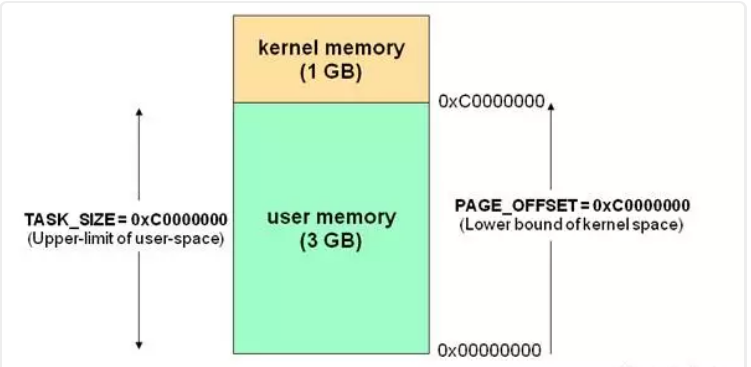 kernel memory
(1 GB)
0xC0000000
TASK_SIZE = 0xC0000000
(Upper-limit of user-space)
user memory
(3 GB)
PAGE_OFFSET = 0xC0000000
(Lower bound of kernel space)
0x00000000